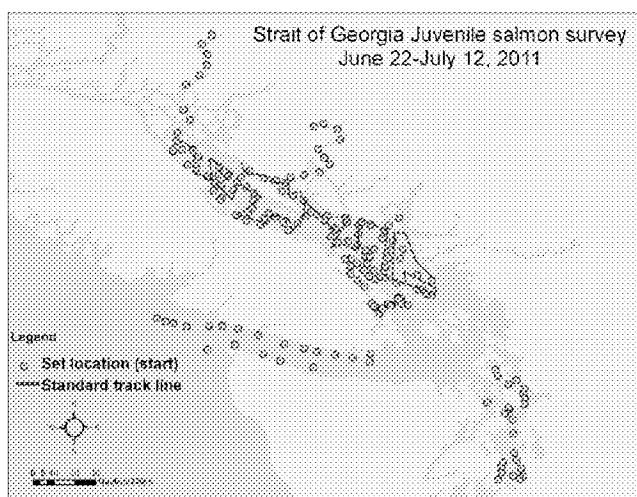 Strait of Georgia Juvenile salmon survey
June 22-July 12, 2011
Legend
Set location (start)
Standard track line